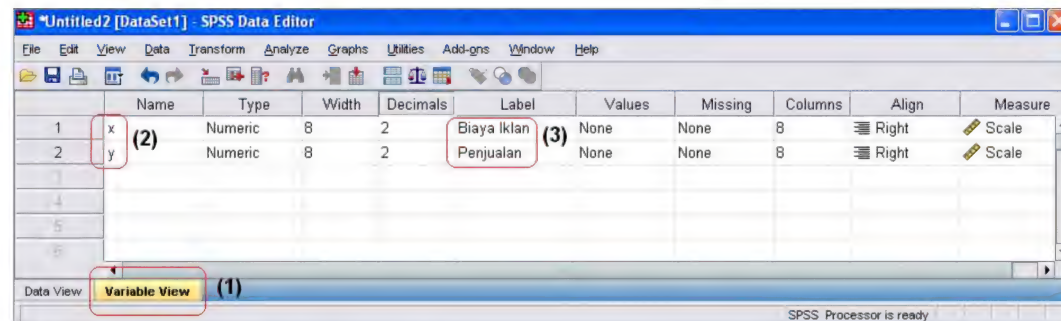 *Untitled2 [DataSet1] - SPSS Data Editor
File Edit View Data Transform Analyze Graphs Utilities Add-ons Window Help
Name Type Width Decimals Label Values Missing Columns Align Measure
1 x Numeric 8 2 Biaya Iklan None None 8 Right Scale
(2) (3)
2 y Numeric 8 2 Penjualan None None 8 Right Scale
3
4
5
6
Data View Variable View (1)
SPSS Processor is ready